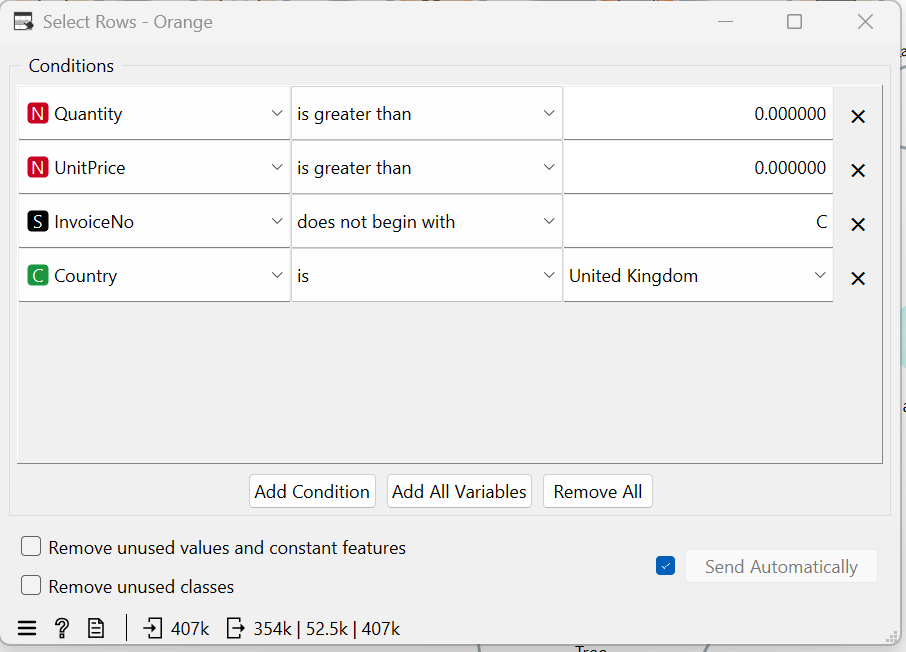 Select Rows - Orange
Conditions
N Quantity is greater than 0.000000
N UnitPrice is greater than 0.000000
S InvoiceNo does not begin with C
C Country is United Kingdom
Add Condition Add All Variables Remove All
Remove unused values and constant features
Send Automatically
Remove unused classes
? 407k 354k | 52.5k | 407k